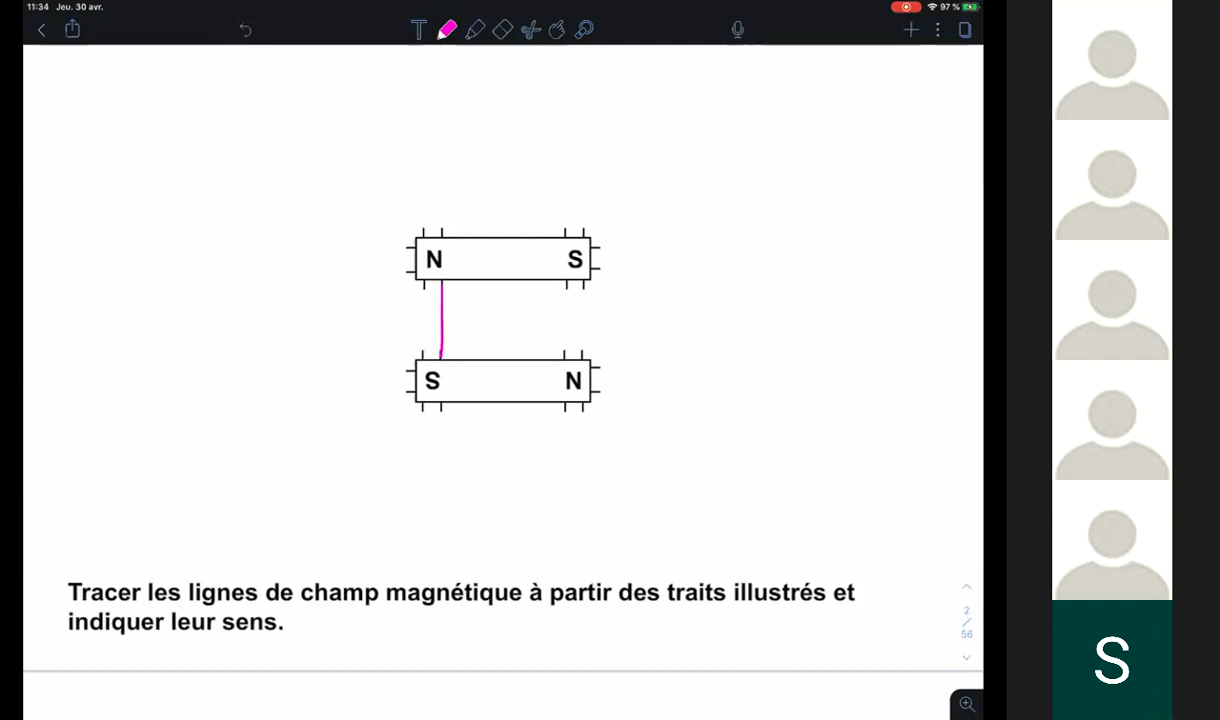 11:34 Jeu. 30 avr.
97 %
T
N S
S N
Tracer les lignes de champ magnétique à partir des traits illustrés et
indiquer leur sens.
2
/
56
S